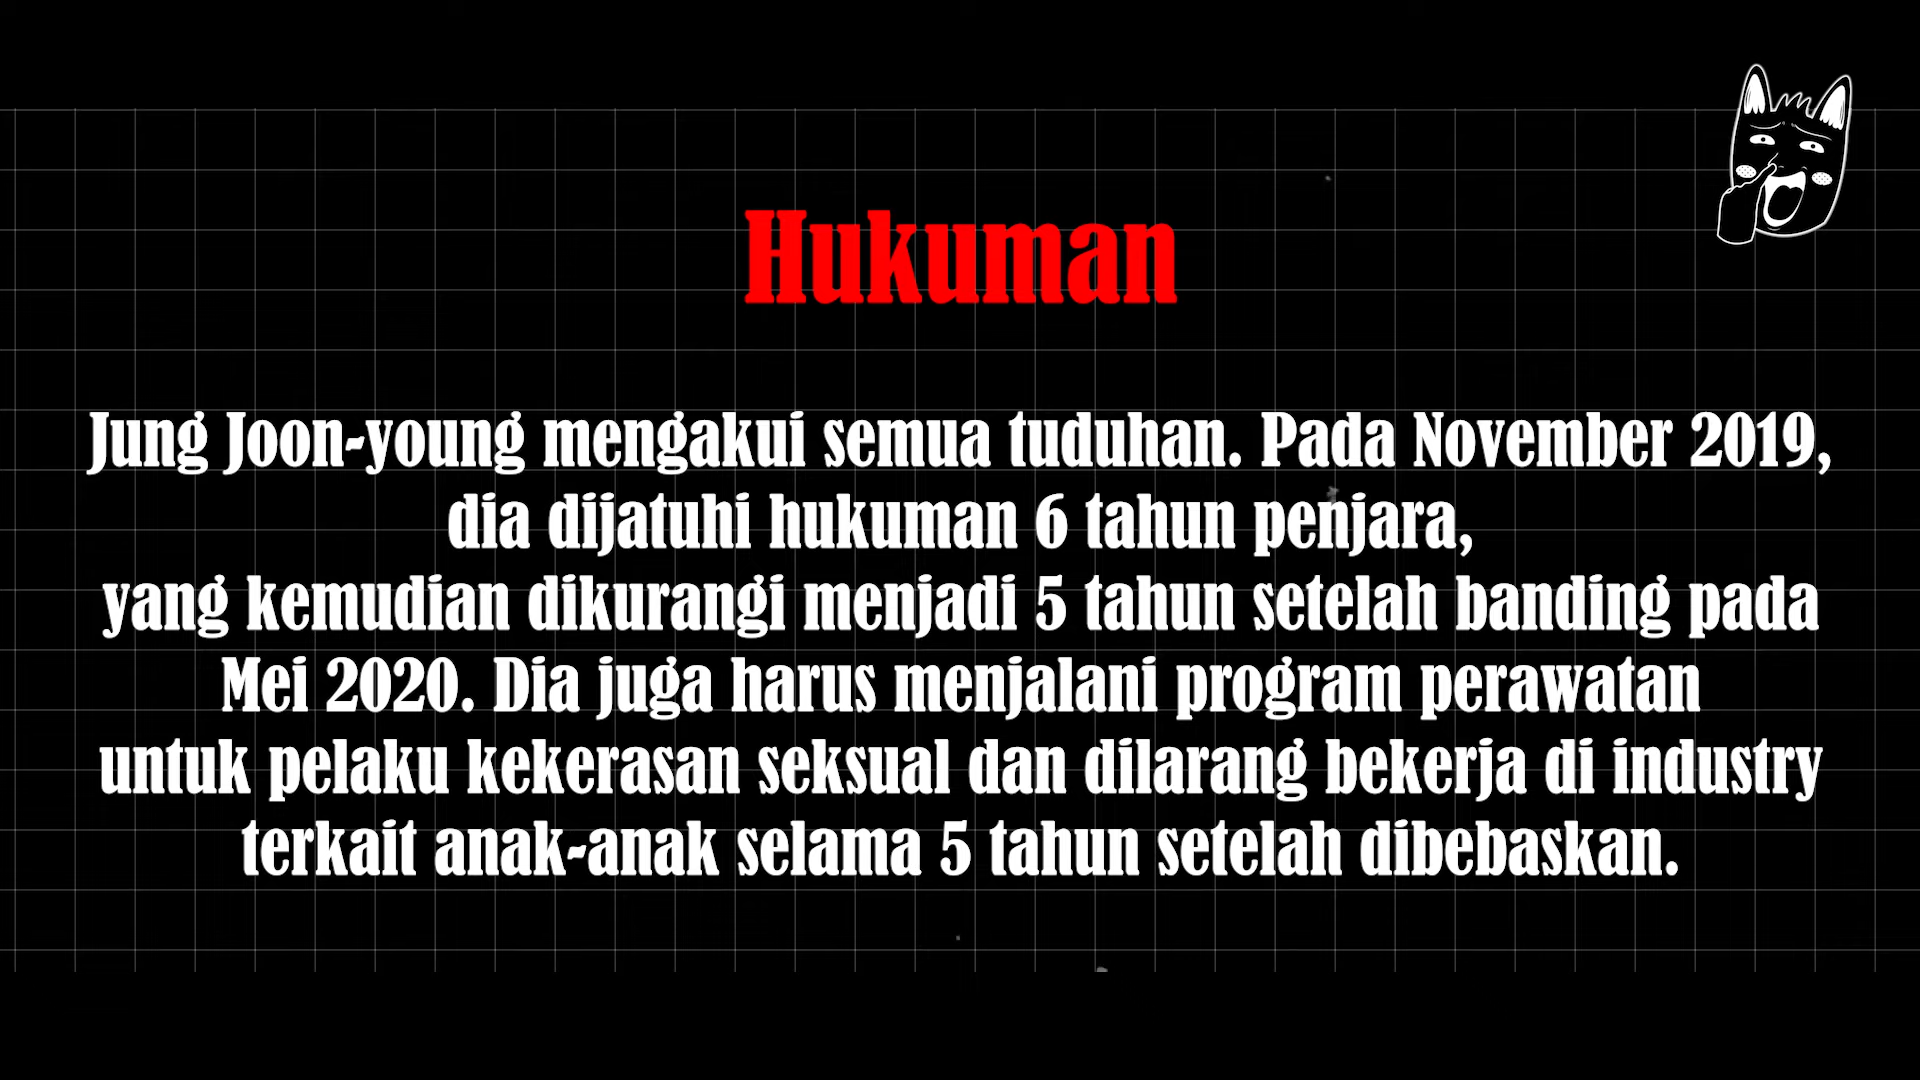 Hukuman
Jung Joon-young mengakui semua tuduhan. Pada November 2019,
dia dijatuhi hukuman 6 tahun penjara,
yang kemudian dikurangi menjadi 5 tahun setelah banding pada
Mei 2020. Dia juga harus menjalani program perawatan
untuk pelaku kekerasan seksual dan dilarang bekerja di industry
terkait anak-anak selama 5 tahun setelah dibebaskan.